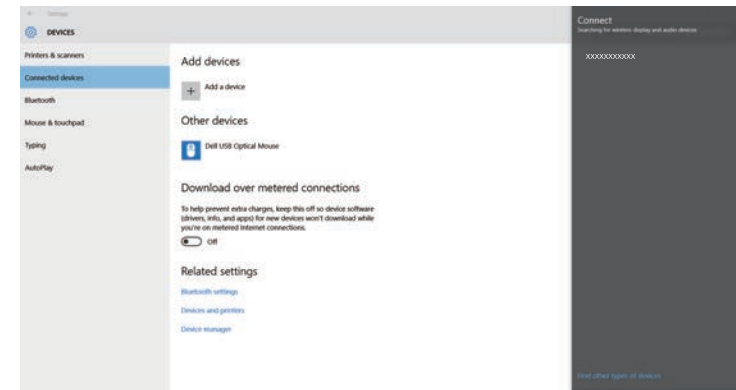 ← Settings
DEVICES
Printers & scanners
Connected devices
Bluetooth
Mouse & touchpad
Typing
AutoPlay
Add devices
+ Add a device
Other devices
Dell USB Optical Mouse
Download over metered connections
To help prevent extra charges, keep this off so device software
(drivers, info, and apps) for new devices won't download while
you're on metered Internet connections.
Off
Related settings
Bluetooth settings
Devices and printers
Device manager
Connect
Searching for wireless display and audio devices
xxxxxxxxxxx
Find other types of devices